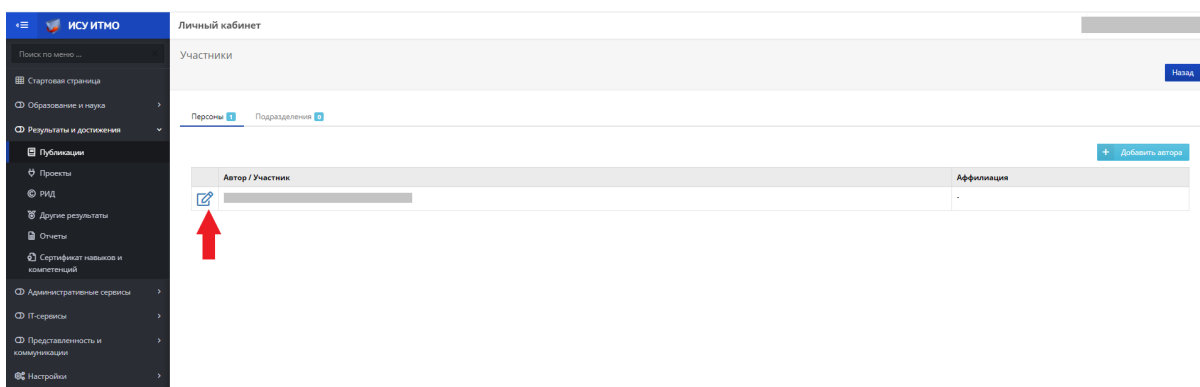 ИСУ ИТМО
Личный кабинет
Поиск по меню ...
Участники
Назад
Стартовая страница
Образование и наука
Результаты и достижения
Публикации
Проекты
РИД
Другие результаты
Отчеты
Сертификат навыков и
компетенций
Административные сервисы
IT-сервисы
Представленность и
коммуникации
Настройки
Персоны 1
Подразделения 0
+ Добавить автора
Автор / Участник
Аффилиация
-